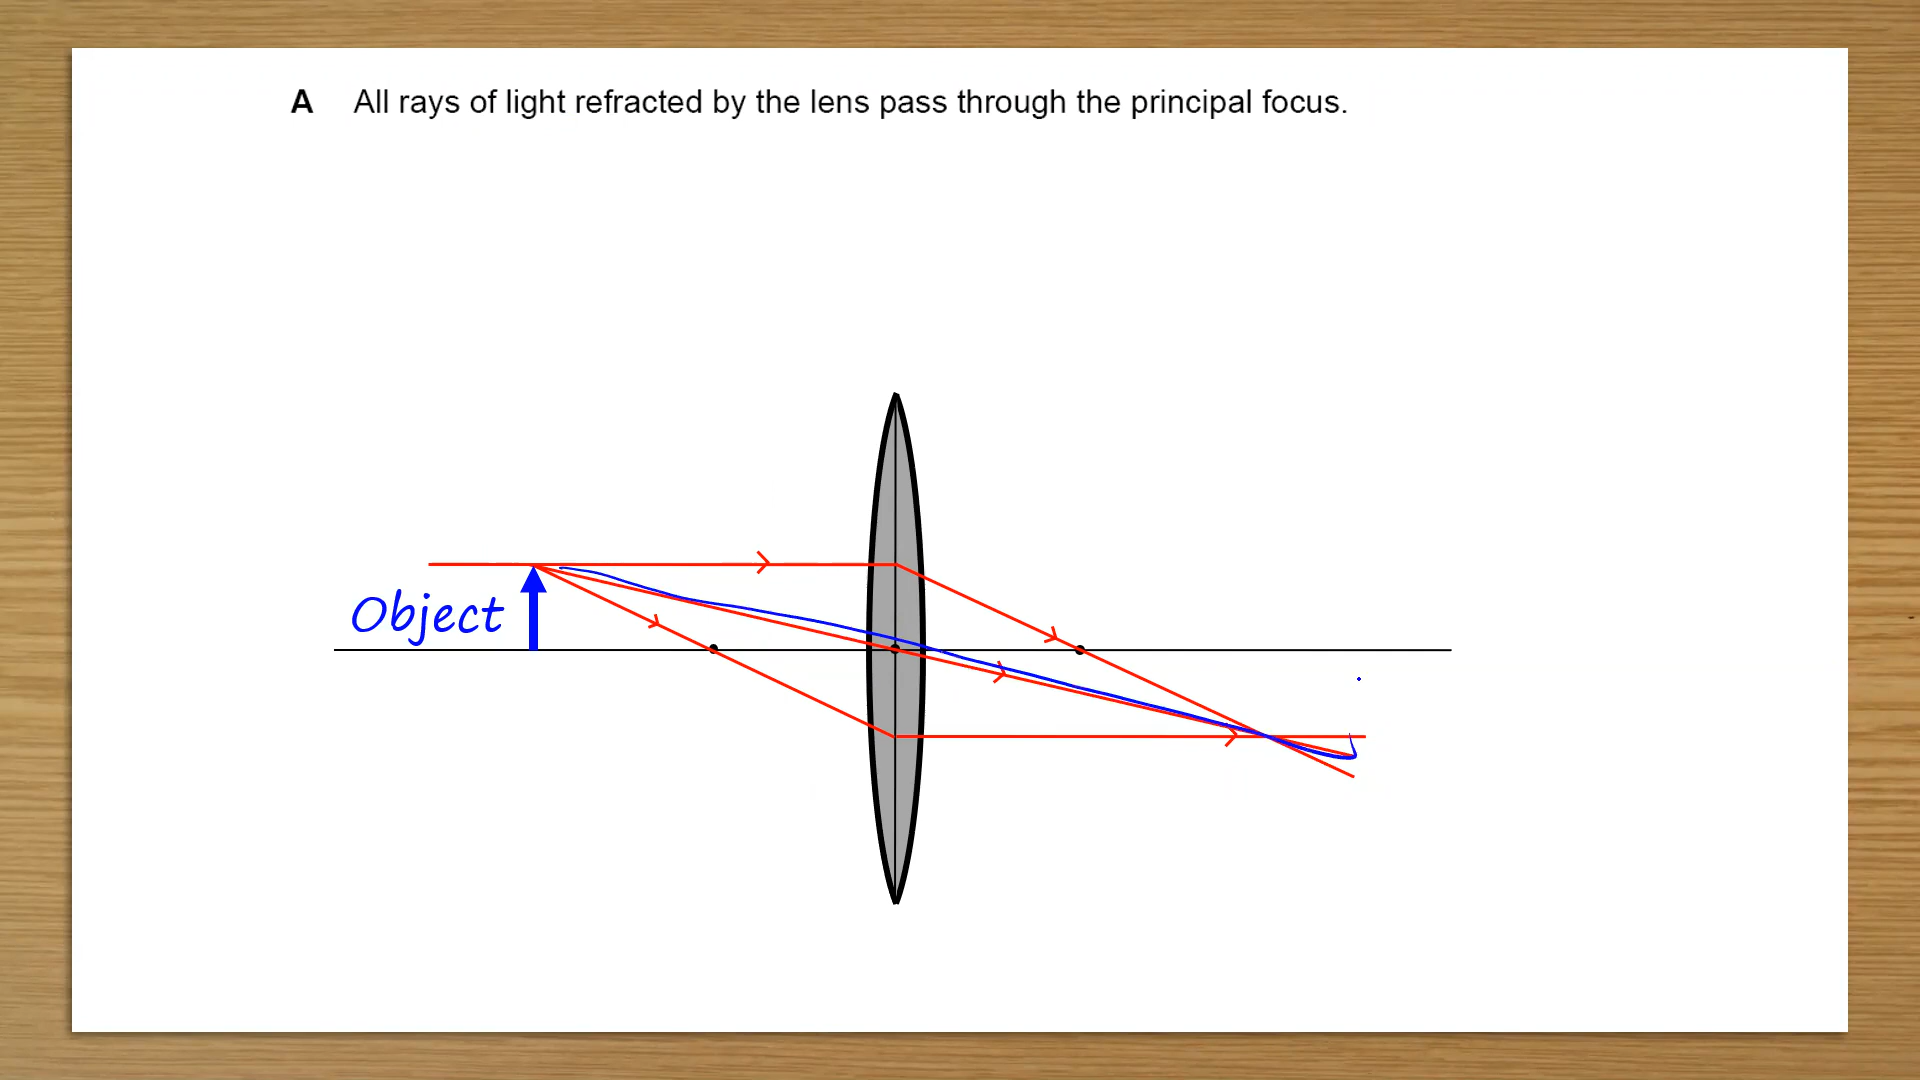 A All rays of light refracted by the lens pass through the principal focus.
Object